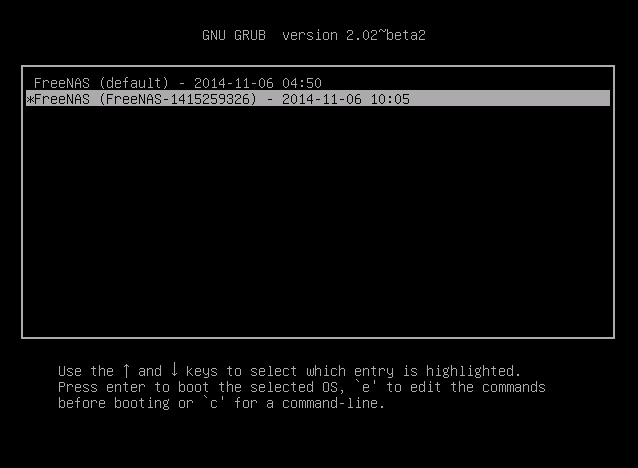 GNU GRUB  version 2.02~beta2
FreeNAS (default) - 2014-11-06 04:50
*FreeNAS (FreeNAS-1415259326) - 2014-11-06 10:05
Use the ↑ and ↓ keys to select which entry is highlighted.
Press enter to boot the selected OS, `e' to edit the commands
before booting or `c' for a command-line.